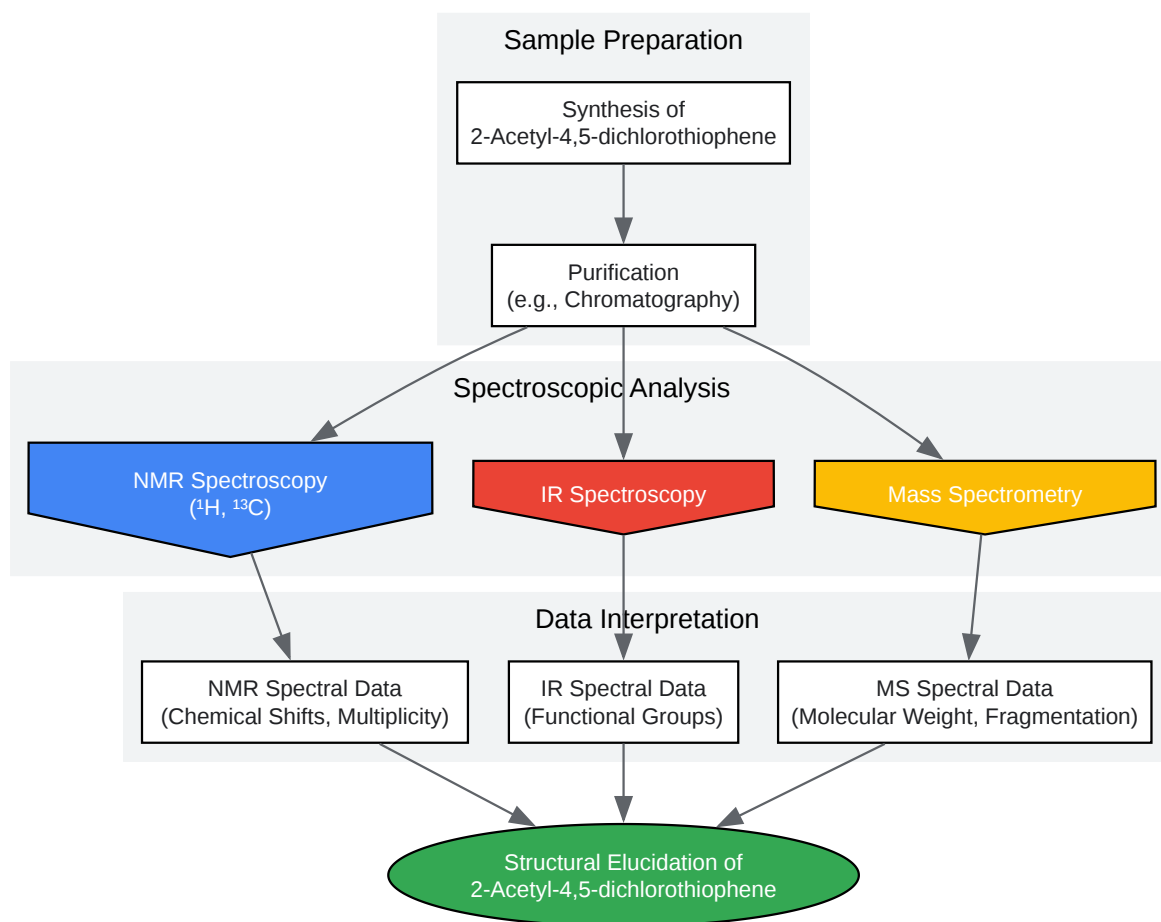 Sample Preparation
Synthesis of
2-Acetyl-4,5-dichlorothiophene
Purification
(e.g., Chromatography)
Spectroscopic Analysis
NMR Spectroscopy
(¹H, ¹³C)
IR Spectroscopy
Mass Spectrometry
Data Interpretation
NMR Spectral Data
(Chemical Shifts, Multiplicity)
IR Spectral Data
(Functional Groups)
MS Spectral Data
(Molecular Weight, Fragmentation)
Structural Elucidation of
2-Acetyl-4,5-dichlorothiophene